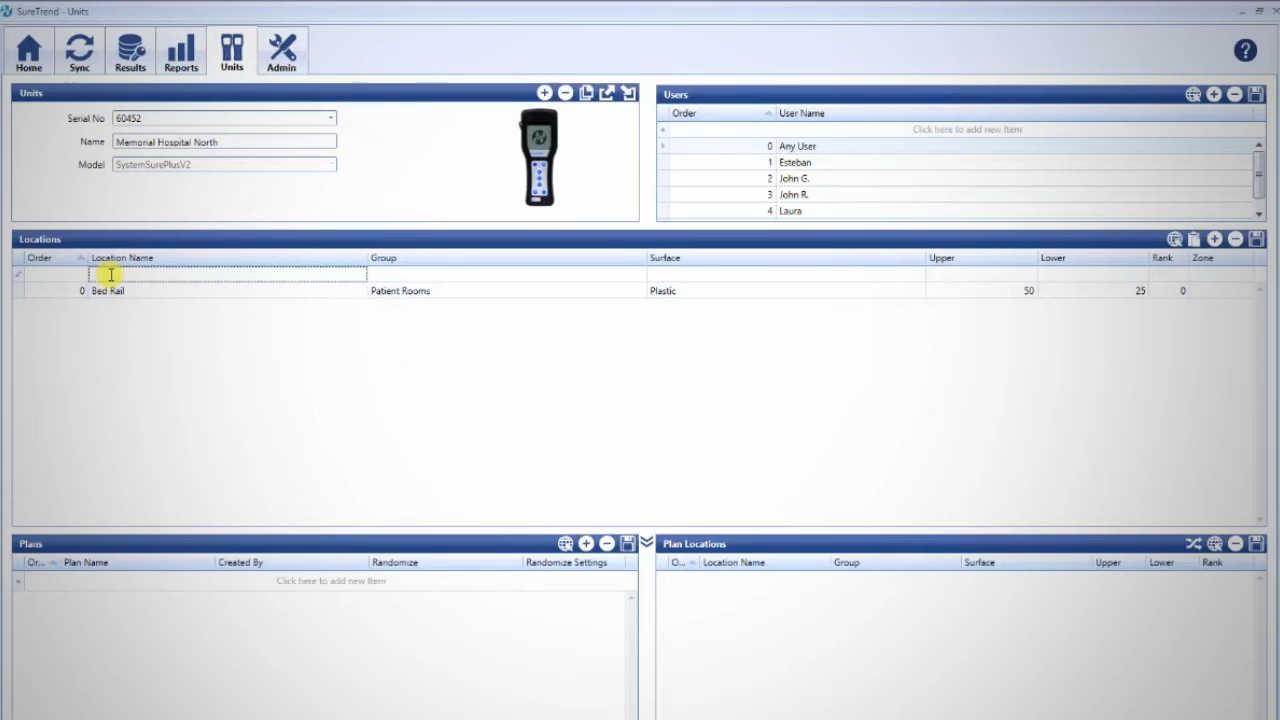 SureTrend - Units
Home Sync Results Reports Units Admin
Units
Serial No 60452
Name Memorial Hospital North
Model SystemSurePlusV2
Users
Order User Name
Click here to add new Item
0 Any User
1 Esteban
2 John G.
3 John R.
4 Laura
Locations
Order Location Name Group Surface Upper Lower Rank Zone
0 Bed Rail Patient Rooms Plastic 50 25 0
Plans
Or... Plan Name Created By Randomize Randomize Settings
Click here to add new Item
Plan Locations
O... Location Name Group Surface Upper Lower Rank